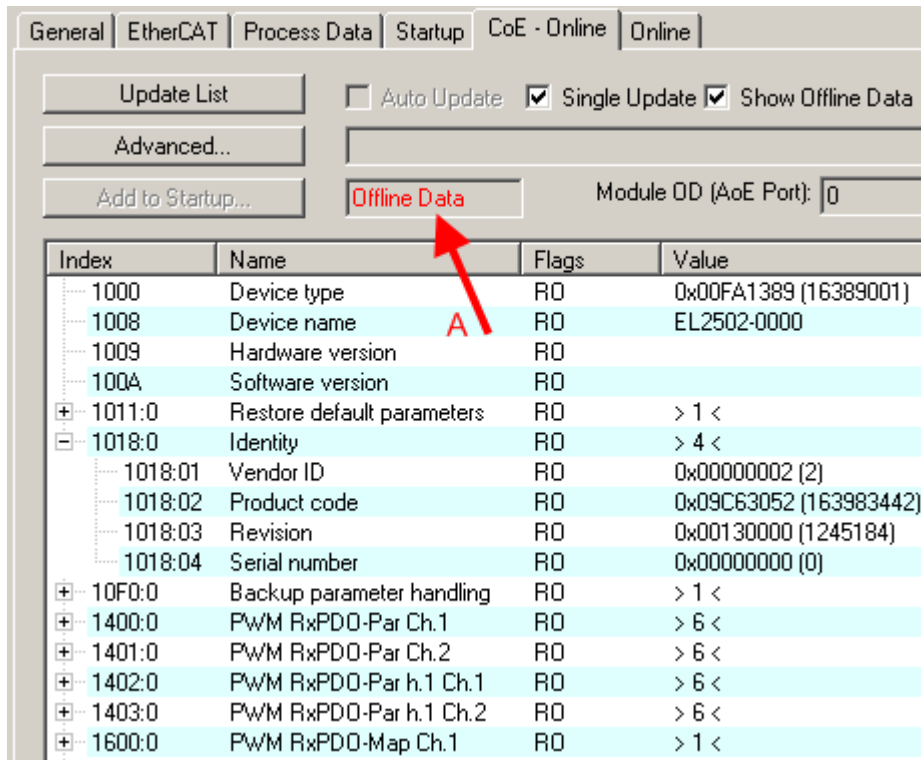 General EtherCAT Process Data Startup CoE - Online Online
Update List Auto Update Single Update Show Offline Data
Advanced...
Add to Startup... Offline Data Module OD (AoE Port): 0
Index Name Flags Value
1000 Device type RO 0x00FA1389 (16389001)
1008 Device name RO EL2502-0000
A
1009 Hardware version RO
100A Software version RO
1011:0 Restore default parameters RO > 1 <
1018:0 Identity RO > 4 <
1018:01 Vendor ID RO 0x00000002 (2)
1018:02 Product code RO 0x09C63052 (163983442)
1018:03 Revision RO 0x00130000 (1245184)
1018:04 Serial number RO 0x00000000 (0)
10F0:0 Backup parameter handling RO > 1 <
1400:0 PWM RxPDO-Par Ch.1 RO > 6 <
1401:0 PWM RxPDO-Par Ch.2 RO > 6 <
1402:0 PWM RxPDO-Par h.1 Ch.1 RO > 6 <
1403:0 PWM RxPDO-Par h.1 Ch.2 RO > 6 <
1600:0 PWM RxPDO-Map Ch.1 RO > 1 <